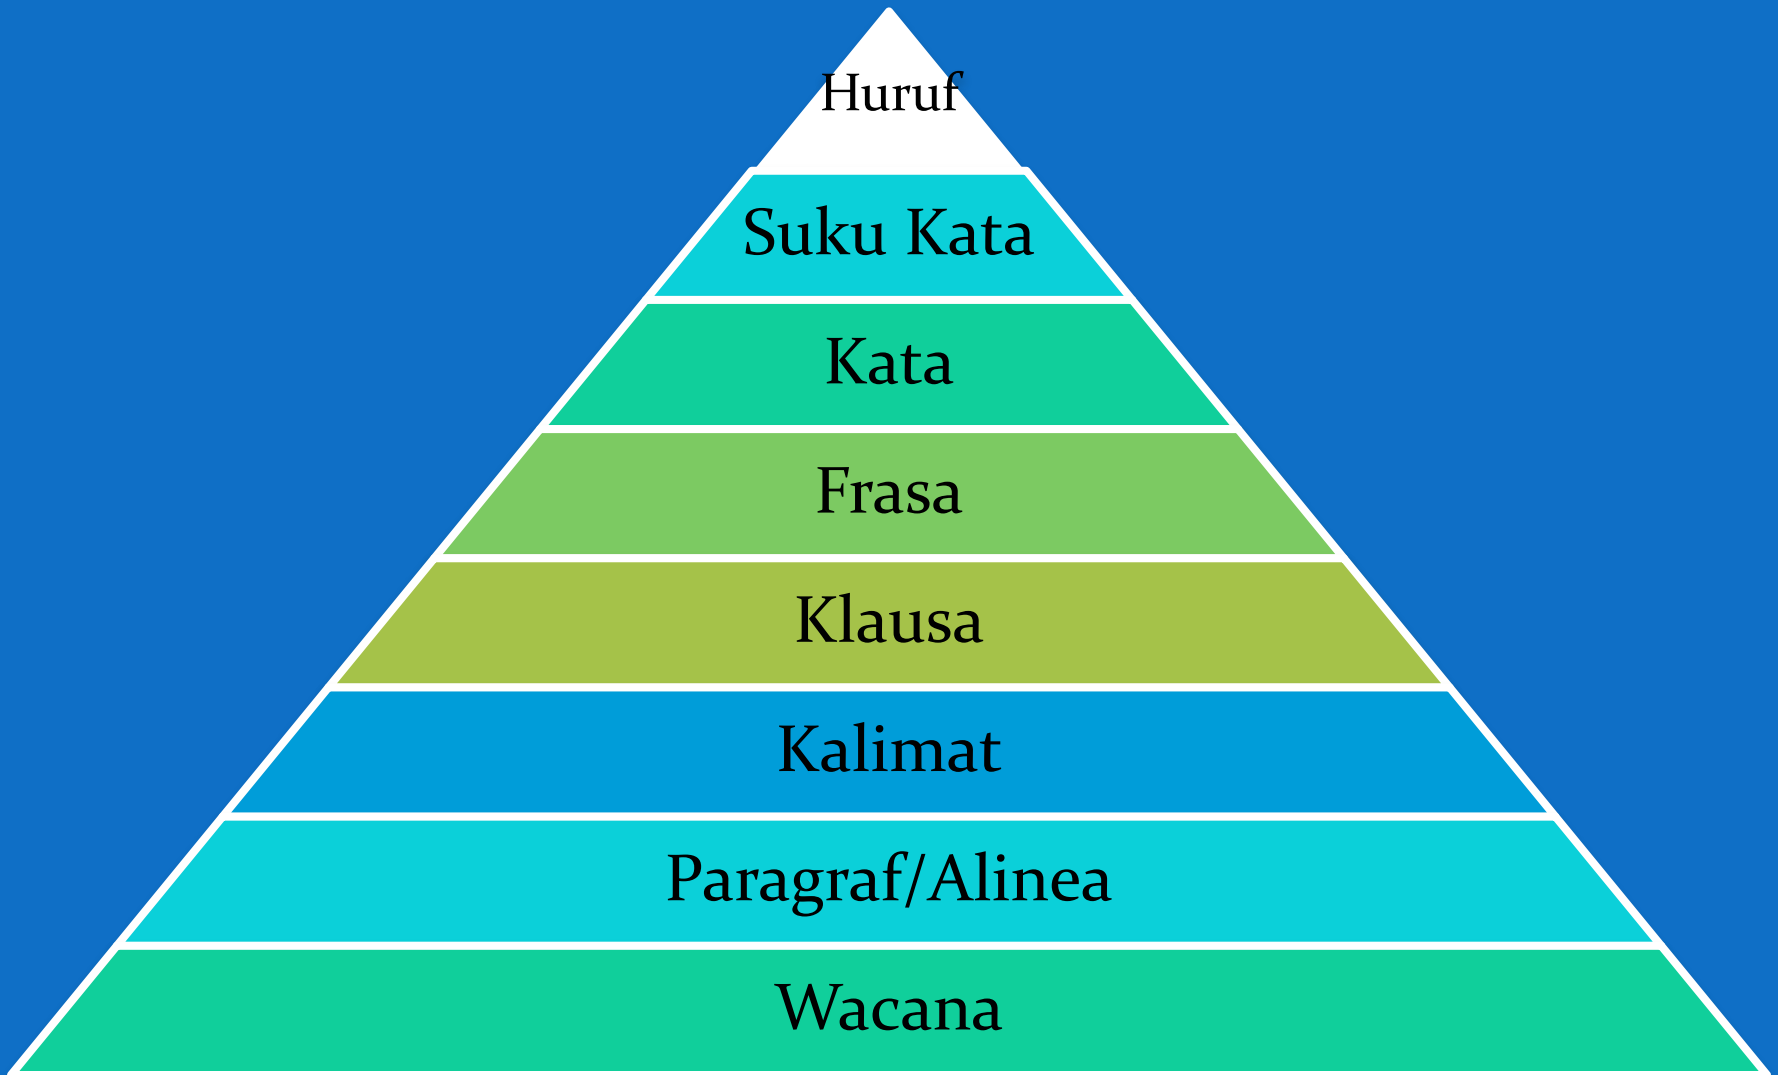 Huruf
Suku Kata
Kata
Frasa
Klausa
Kalimat
Paragraf/Alinea
Wacana